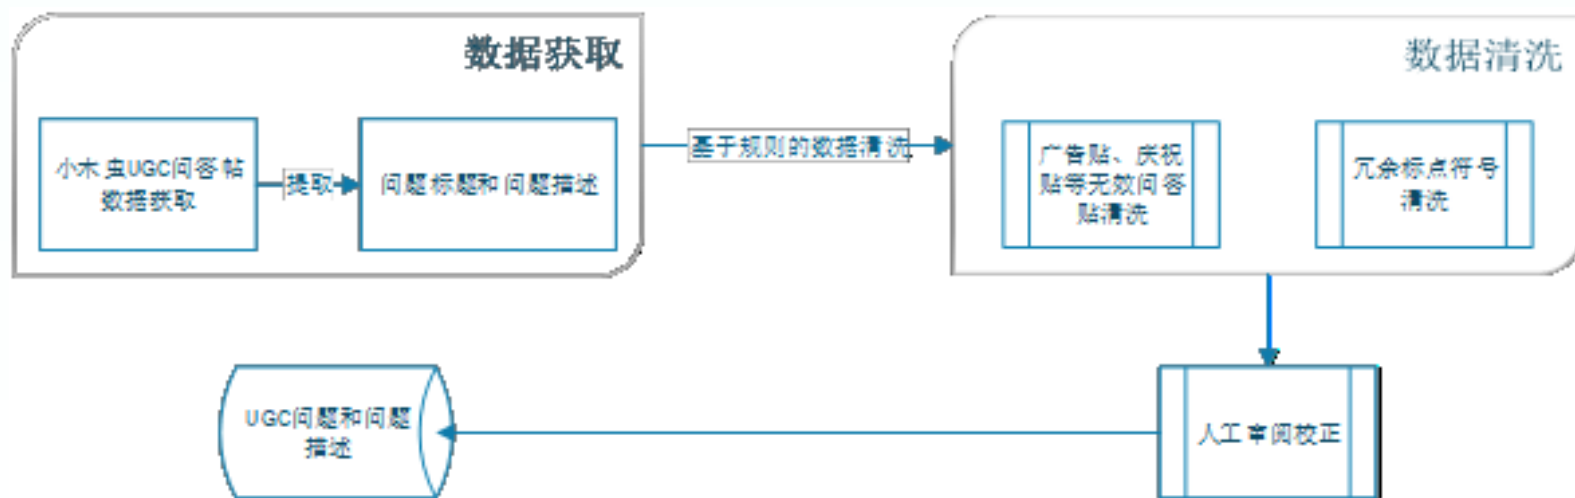 数据获取
小木虫UGC问答帖
数据获取
提取
问题标题和问题描述
基于规则的数据清洗
数据清洗
广告贴、庆祝
贴等无效问答
贴清洗
冗余标点符号
清洗
人工审阅校正
UGC问题和问题
描述